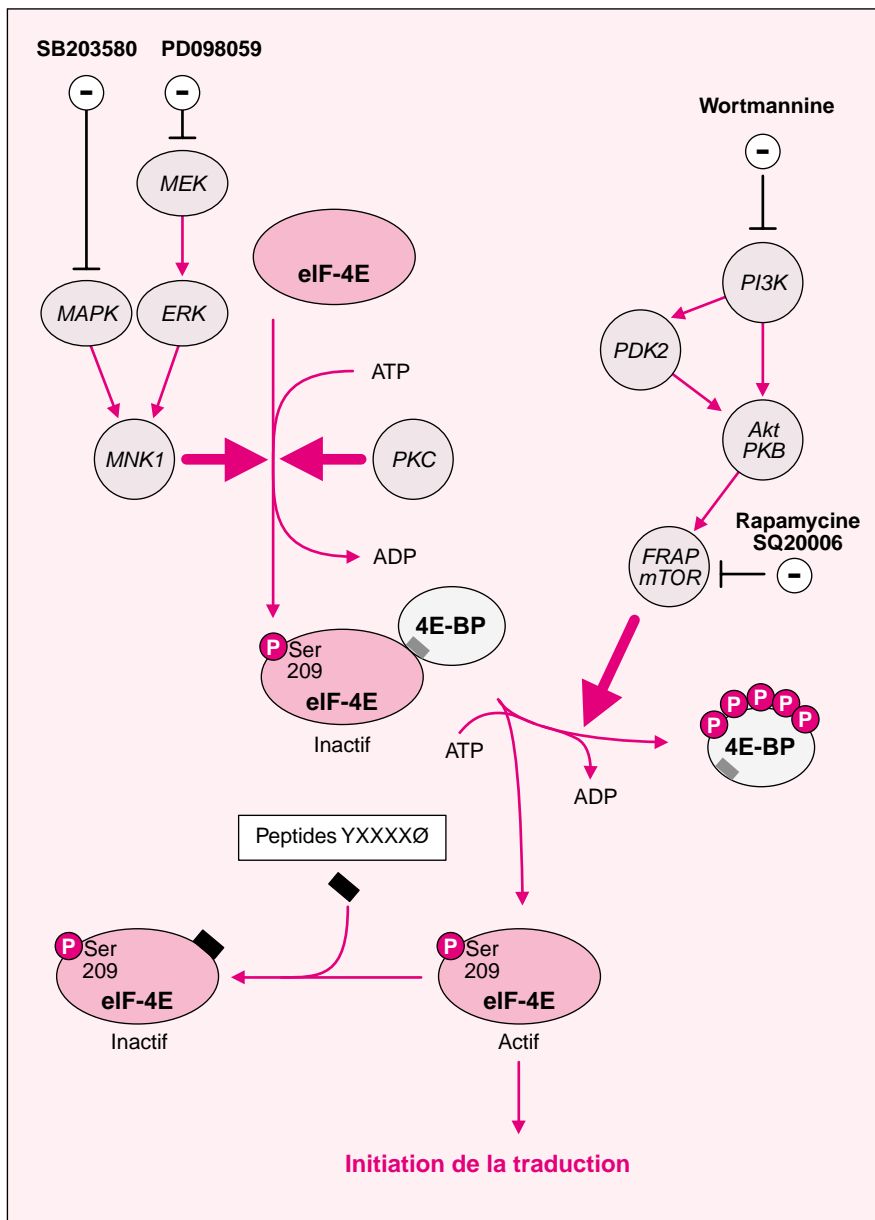 SB203580 PD098059
-
-
Wortmannine
-
MEK
eIF-4E
PI3K
MAPK
ERK
PDK2
ATP
Akt
PKB
MNK1
PKC
Rapamycine
SQ20006
-
ADP
FRAP
mTOR
4E-BP
P
Ser
209
eIF-4E
Inactif
P P P P P
4E-BP
ATP
ADP
Peptides YXXXXØ
P
Ser
209
eIF-4E
Inactif
P
Ser
209
eIF-4E
Actif
Initiation de la traduction